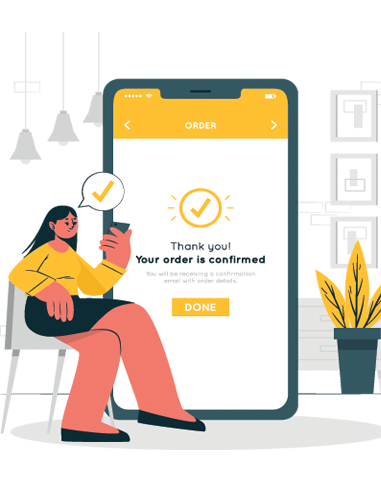 ORDER
Thank you!
Your order is confirmed
You will be receiving a confirmation
email with order details.
DONE